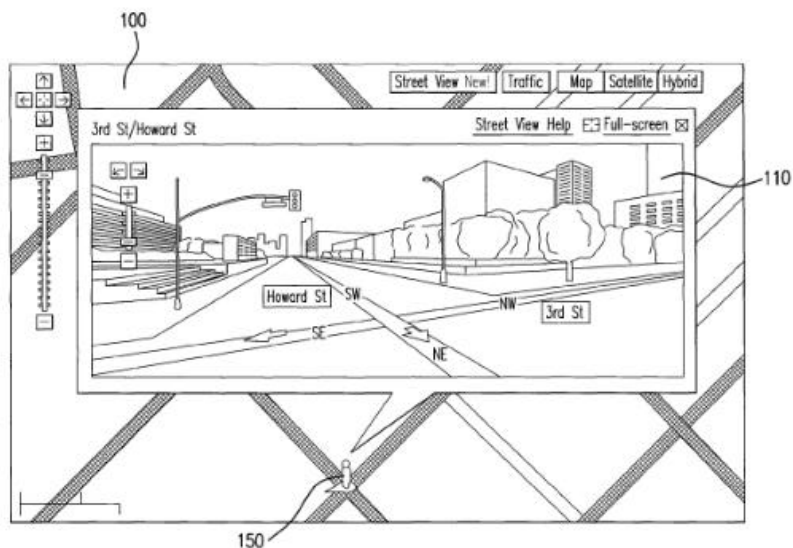 100
Street View New! Traffic Map Satellite Hybrid
3rd St/Howard St Street View Help Full-screen
110
Howard St SW NW 3rd St
SE NE
150